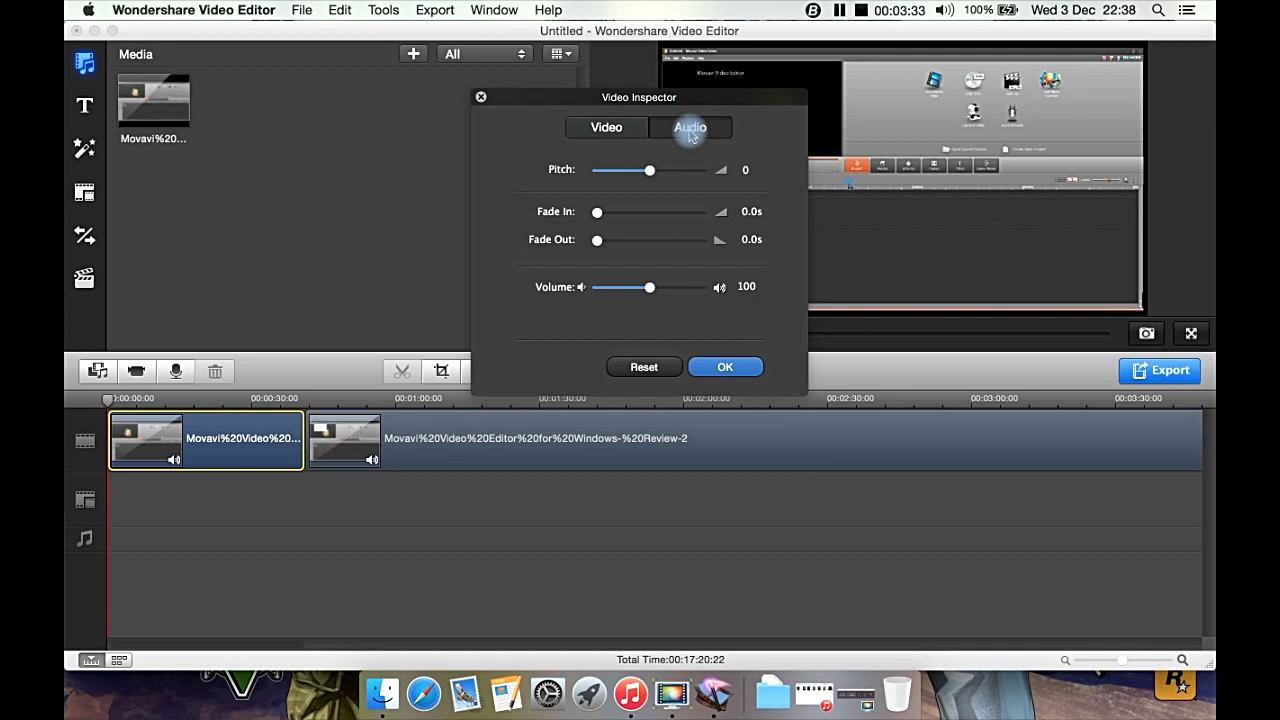 Wondershare Video Editor File Edit Tools Export Window Help 00:03:33 100% Wed 3 Dec 22:38
Untitled - Wondershare Video Editor
Media All
Movavi%20...
Video Inspector
Video Audio
Pitch: 0
Fade In: 0.0s
Fade Out: 0.0s
Volume: 100
Reset OK
Export
0:00:00:00 00:00:30:00 00:01:00:00 00:01:30:00 00:02:00:00 00:02:30:00 00:03:00:00 00:03:30:00
Movavi%20Video%20... Movavi%20Video%20Editor%20for%20Windows-%20Review-2
Total Time:00:17:20:22